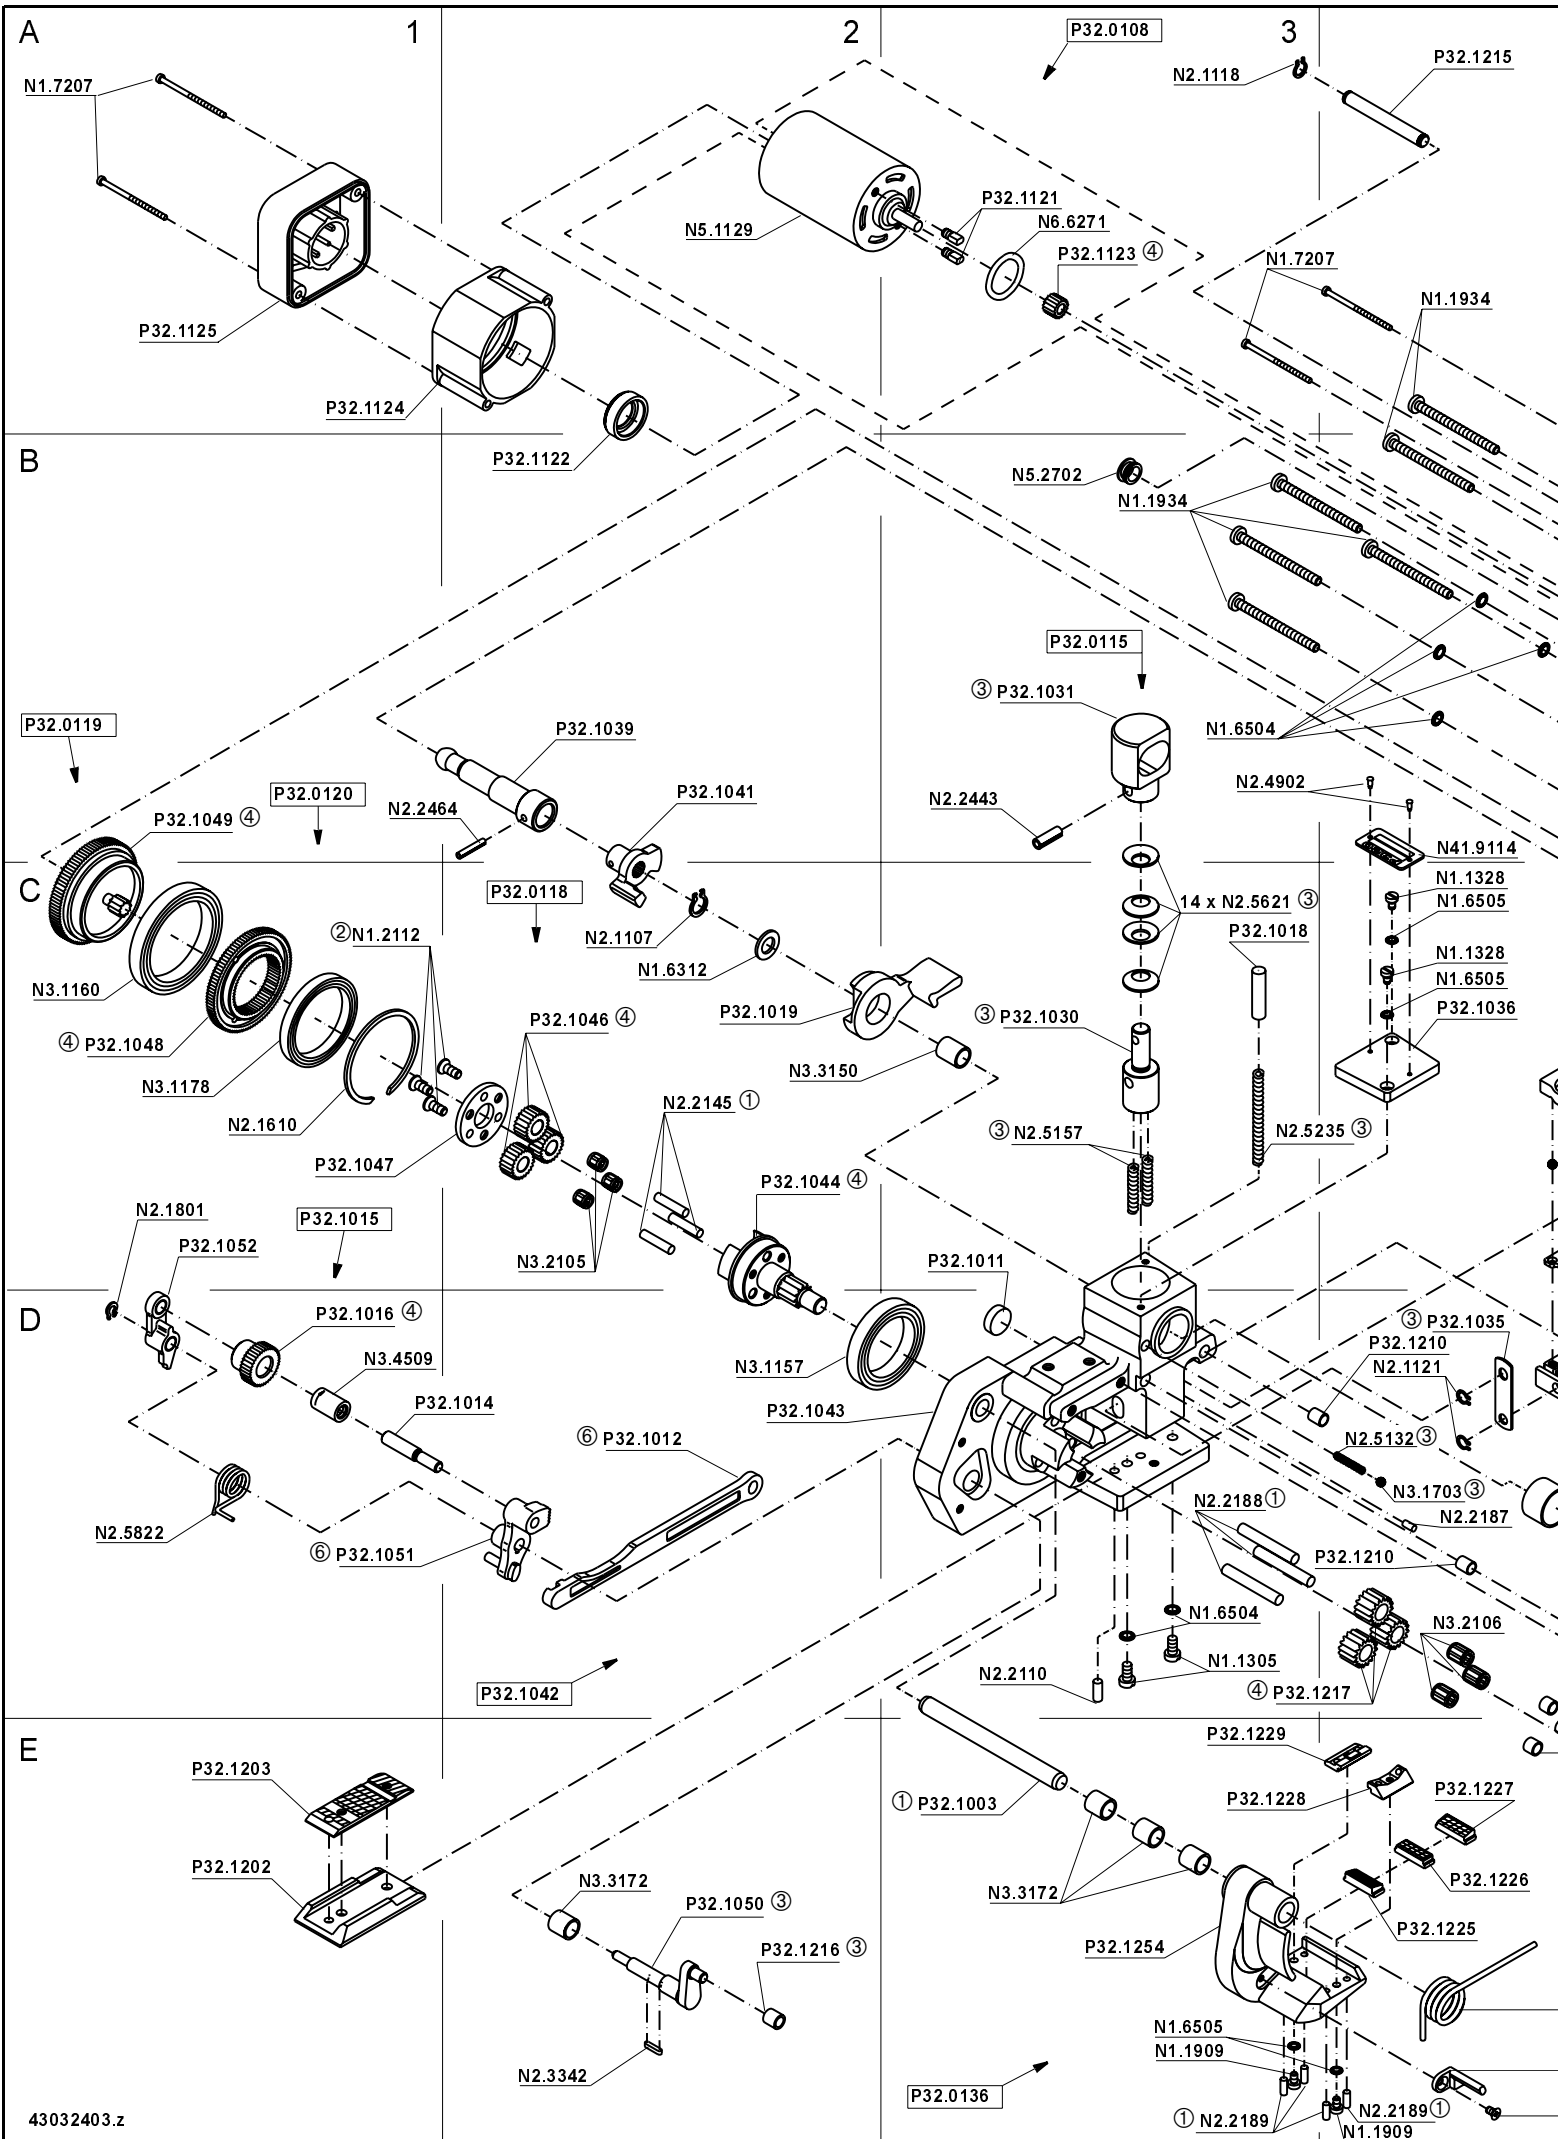 A
1
2
3
P32.0108
N1.7207
N2.1118
P32.1215
P32.1121
N5.1129
N6.6271
P32.1123 ④
N1.7207
N1.1934
P32.1125
P32.1124
P32.1122
B
N5.2702
N1.1934
P32.0115
③ P32.1031
P32.0119
P32.1039
N1.6504
P32.0120
N2.2464
P32.1041
N2.2443
N2.4902
P32.1049 ④
N41.9114
C
P32.0118
N1.1328
14 x N2.5621 ③
N1.6505
② N1.2112
N2.1107
P32.1018
N1.1328
N1.6312
N1.6505
N3.1160
P32.1019
③ P32.1030
P32.1036
P32.1046 ④
④ P32.1048
N3.3150
N3.1178
N2.2145 ①
N2.1610
③ N2.5157
N2.5235 ③
P32.1047
P32.1044 ④
N2.1801
P32.1015
P32.1052
N3.2105
P32.1011
D
P32.1016 ④
③ P32.1035
P32.1210
N3.4509
N3.1157
N2.1121
P32.1014
P32.1043
⑥ P32.1012
N2.5132 ③
N3.1703 ③
N2.2188 ①
N2.2187
N2.5822
⑥ P32.1051
P32.1210
N1.6504
N3.2106
N1.1305
N2.2110
④ P32.1217
P32.1042
E
P32.1229
P32.1203
P32.1228
P32.1227
① P32.1003
P32.1202
N3.3172
N3.3172
P32.1226
P32.1050 ③
P32.1225
P32.1216 ③
P32.1254
N1.6505
N1.1909
N2.3342
P32.0136
① N2.2189
N2.2189 ①
N1.1909
43032403.z